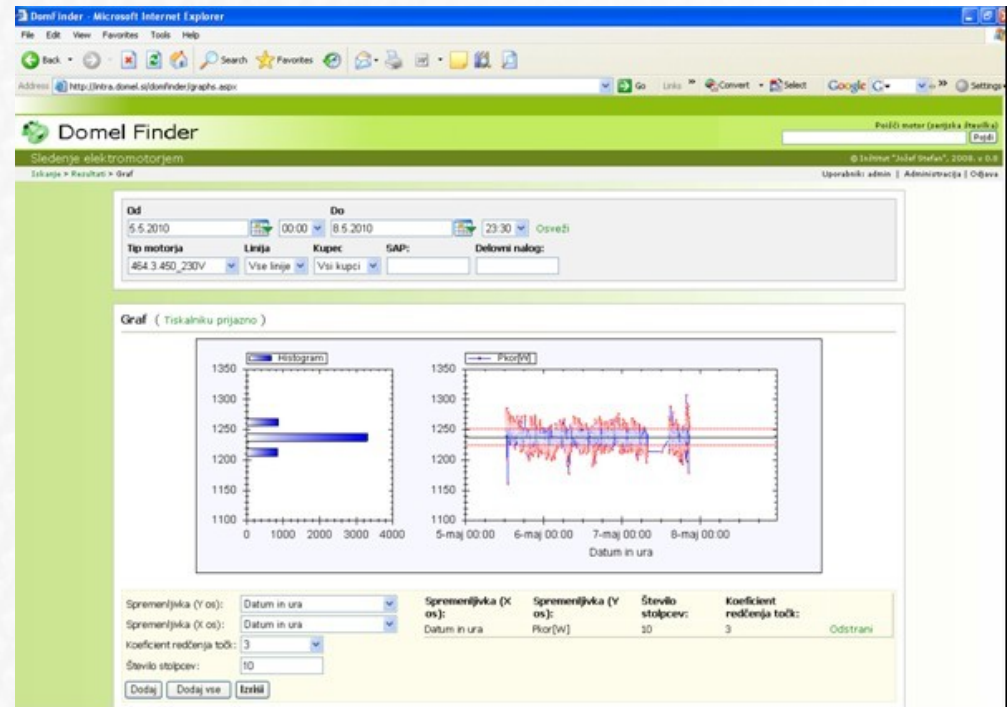 DomFinder - Microsoft Internet Explorer
File Edit View Favorites Tools Help
Back Search Favorites
Address http://intra.domel.si/domfinder/graphs.aspx Go Links Convert Select Google G Settings
Domel Finder
Poišči motor (serijska številka)
Pojdi
Sledenje elektromotorjem
© Inštitut "Jožef Stefan", 2008. v 0.8
Iskanje > Rezultati > Graf
Uporabnik: admin | Administracija | Odjava
Od Do
5.5.2010 00:00 8.5.2010 23:30 Osveži
Tip motorja Linija Kupec SAP: Delovni nalog:
464.3.450_230V Vse linije Vsi kupci
Graf ( Tiskalniku prijazno )
Histogram
1350
1300
1250
1200
1150
1100
0 1000 2000 3000 4000
Pkor[W]
1350
1300
1250
1200
1150
1100
5-maj 00:00 6-maj 00:00 7-maj 00:00 8-maj 00:00
Datum in ura
Spremenljivka (Y os): Datum in ura
Spremenljivka (X os): Datum in ura
Koeficient redčenja točk: 3
Število stolpcev: 10
Dodaj Dodaj vse Izriši
Spremenljivka (X os): Spremenljivka (Y os): Število stolpcev: Koeficient redčenja točk:
Datum in ura Pkor[W] 10 3 Odstrani